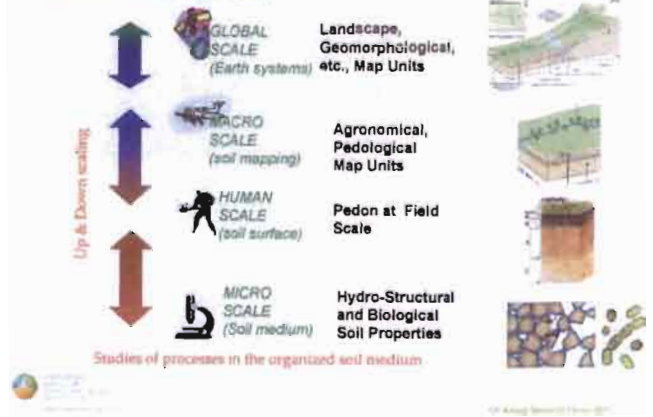 GLOBAL
SCALE
(Earth systems)
Landscape,
Geomorphological,
etc., Map Units
MACRO
SCALE
(soil mapping)
Agronomical,
Pedological
Map Units
Up & Down scaling
HUMAN
SCALE
(soil surface)
Pedon at Field
Scale
MICRO
SCALE
(Soil medium)
Hydro-Structural
and Biological
Soil Properties
Studies of processes in the organized soil medium